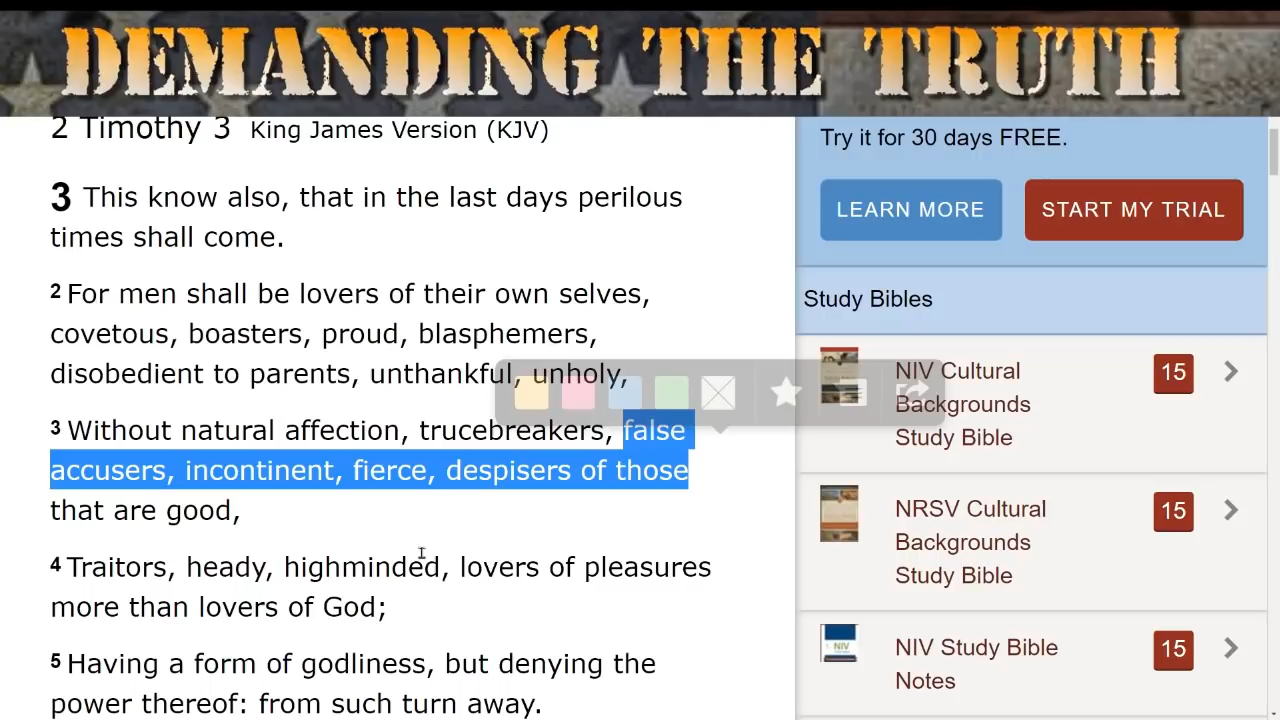 DEMANDING THE TRUTH
2 Timothy 3 King James Version (KJV)
3 This know also, that in the last days perilous
times shall come.
2 For men shall be lovers of their own selves,
covetous, boasters, proud, blasphemers,
disobedient to parents, unthankful, unholy,
3 Without natural affection, trucebreakers, false
accusers, incontinent, fierce, despisers of those
that are good,
4 Traitors, heady, highminded, lovers of pleasures
more than lovers of God;
5 Having a form of godliness, but denying the
power thereof: from such turn away.
Try it for 30 days FREE.
LEARN MORE START MY TRIAL
Study Bibles
NIV Cultural 15
Backgrounds
Study Bible
NRSV Cultural 15
Backgrounds
Study Bible
NIV
NIV Study Bible 15
Notes